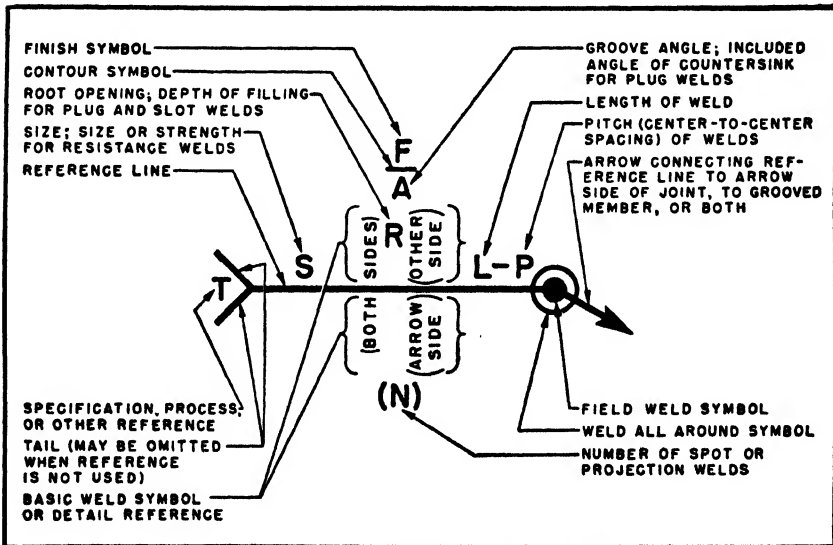 FINISH SYMBOL
CONTOUR SYMBOL
ROOT OPENING; DEPTH OF FILLING
FOR PLUG AND SLOT WELDS
SIZE; SIZE OR STRENGTH
FOR RESISTANCE WELDS
REFERENCE LINE
GROOVE ANGLE; INCLUDED
ANGLE OF COUNTERSINK
FOR PLUG WELDS
LENGTH OF WELD
PITCH (CENTER-TO-CENTER
SPACING) OF WELDS
ARROW CONNECTING REF-
ERENCE LINE TO ARROW
SIDE OF JOINT, TO GROOVED
MEMBER, OR BOTH
F
A
R
S
L-P
T
(BOTH SIDES)
(OTHER
SIDE)
(ARROW
SIDE)
(N)
SPECIFICATION, PROCESS,
OR OTHER REFERENCE
TAIL (MAY BE OMITTED
WHEN REFERENCE
IS NOT USED)
BASIC WELD SYMBOL
OR DETAIL REFERENCE
FIELD WELD SYMBOL
WELD ALL AROUND SYMBOL
NUMBER OF SPOT OR
PROJECTION WELDS